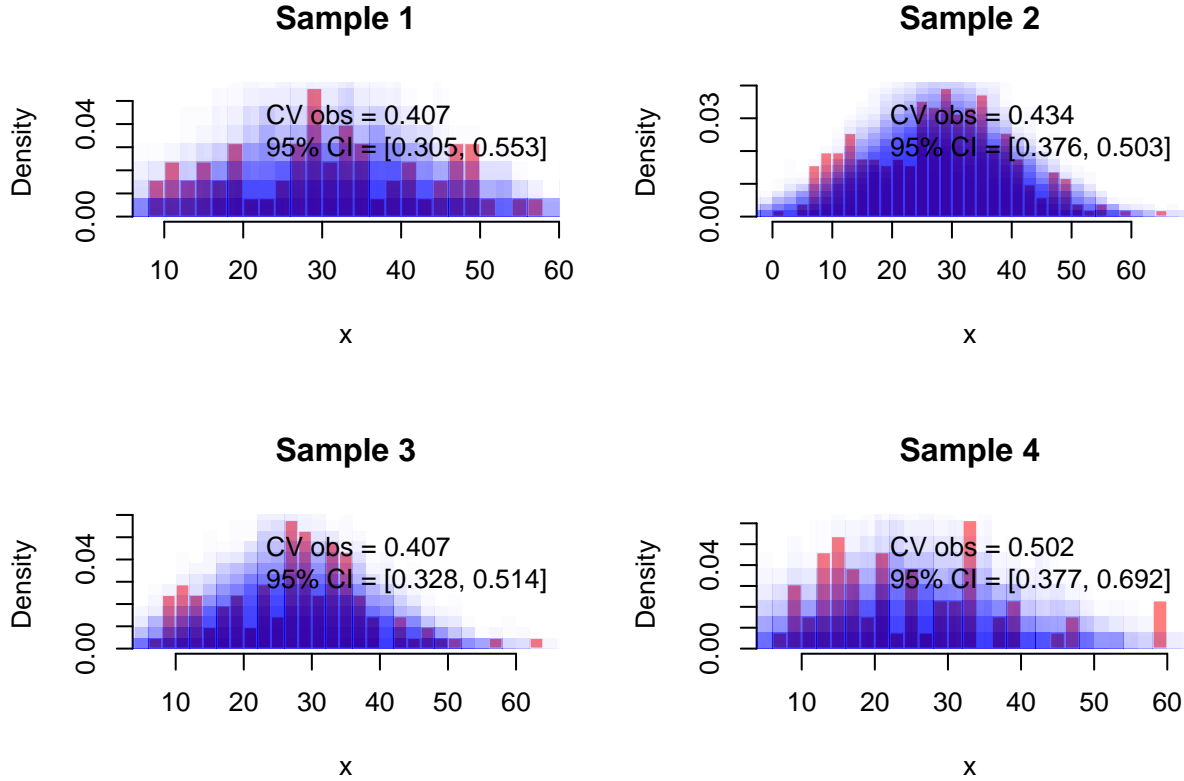 Sample 1
Density
0.00
0.04
CV obs = 0.407
95% CI = [0.305, 0.553]
10 20 30 40 50 60
x
Sample 2
Density
0.00
0.03
CV obs = 0.434
95% CI = [0.376, 0.503]
0 10 20 30 40 50 60
x
Sample 3
Density
0.00
0.04
CV obs = 0.407
95% CI = [0.328, 0.514]
10 20 30 40 50 60
x
Sample 4
Density
0.00
0.04
CV obs = 0.502
95% CI = [0.377, 0.692]
10 20 30 40 50 60
x